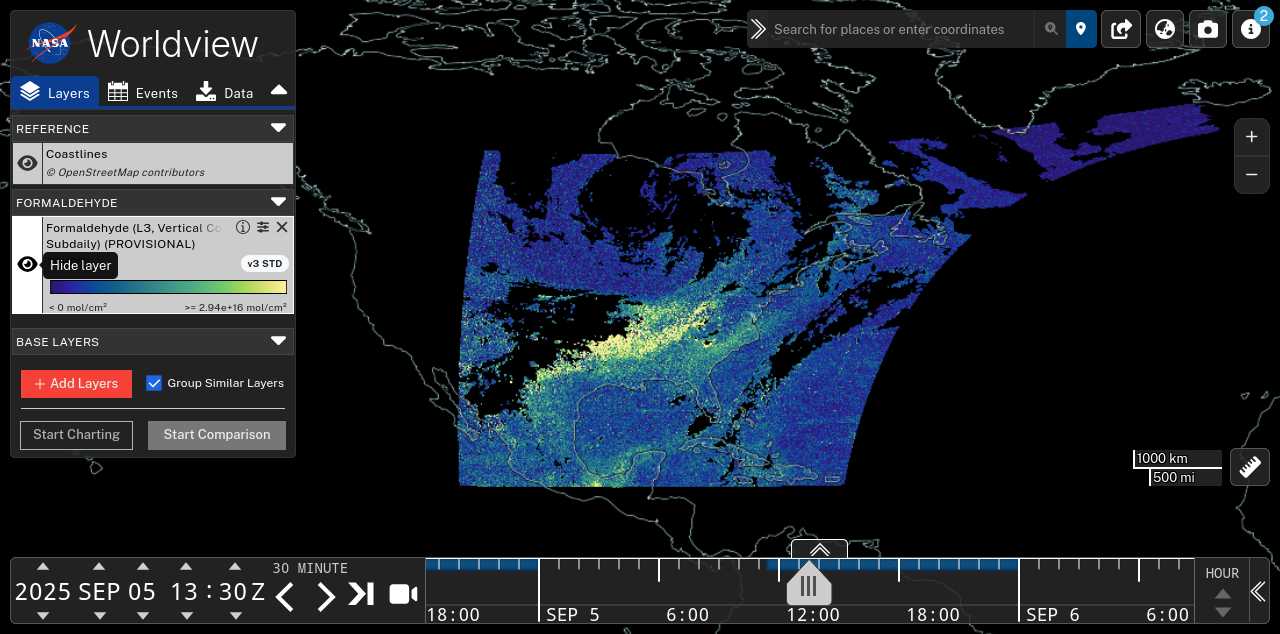 NASA
Worldview
Search for places or enter coordinates
2
Layers
Events
Data
REFERENCE
Coastlines
© OpenStreetMap contributors
FORMALDEHYDE
Formaldehyde (L3, Vertical Co
Subdaily) (PROVISIONAL)
Hide layer
v3 STD
< 0 mol/cm²
>= 2.94e+16 mol/cm²
BASE LAYERS
+ Add Layers
Group Similar Layers
Start Charting
Start Comparison
+
−
1000 km
500 mi
2025 SEP 05 13 : 30 Z
30 MINUTE
18:00
SEP 5
6:00
12:00
18:00
SEP 6
6:00
HOUR